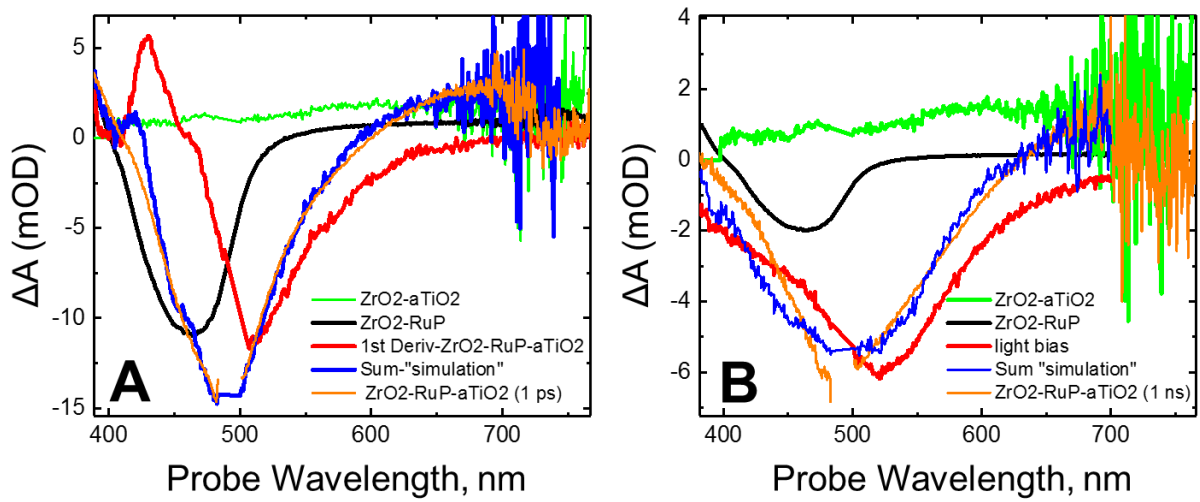 ΔA (mOD)
5
0
-5
-10
-15
400
500
600
700
Probe Wavelength, nm
A
ZrO2-aTiO2
ZrO2-RuP
1st Deriv-ZrO2-RuP-aTiO2
Sum-"simulation"
ZrO2-RuP-aTiO2 (1 ps)
ΔA (mOD)
4
2
0
-2
-4
-6
400
500
600
700
Probe Wavelength, nm
B
ZrO2-aTiO2
ZrO2-RuP
light bias
Sum "simulation"
ZrO2-RuP-aTiO2 (1 ns)